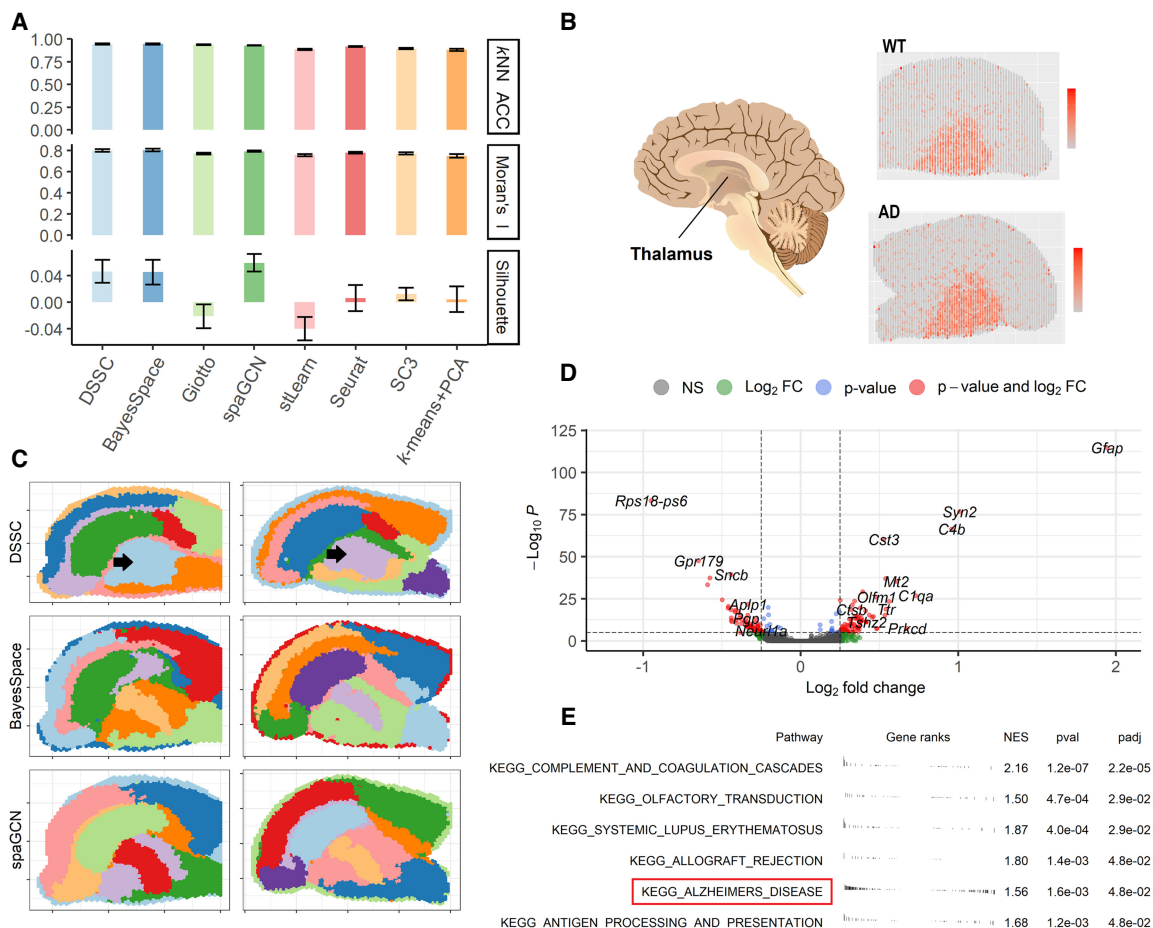 A
1.00
0.75
0.50
0.25
0.00
kNN ACC
0.8
0.6
0.4
0.2
0.0
Moran's I
0.04
0.00
-0.04
Silhouette
DSSC
BayesSpace
Giotto
spaGCN
stLearn
Seurat
SC3
k-means+PCA
B
WT
AD
Thalamus
C
DSSC
BayesSpace
spaGCN
D
NS
Log2 FC
p-value
p – value and log2 FC
125
100
75
50
25
0
−Log10 P
Gfap
Rps18-ps6
Syn2
C4b
Cst3
Gpr179
Sncb
Mt2
Olfm1
C1qa
Aplp1
Ctsb
Ttr
Pgp
Tshz2
Prkcd
Neurl1a
-1
0
1
2
Log2 fold change
E
Pathway Gene ranks NES pval padj
KEGG_COMPLEMENT_AND_COAGULATION_CASCADES 2.16 1.2e-07 2.2e-05
KEGG_OLFACTORY_TRANSDUCTION 1.50 4.7e-04 2.9e-02
KEGG_SYSTEMIC_LUPUS_ERYTHEMATOSUS 1.87 4.0e-04 2.9e-02
KEGG_ALLOGRAFT_REJECTION 1.80 1.4e-03 4.8e-02
KEGG_ALZHEIMERS_DISEASE 1.56 1.6e-03 4.8e-02
KEGG_ANTIGEN_PROCESSING_AND_PRESENTATION 1.68 1.2e-03 4.8e-02